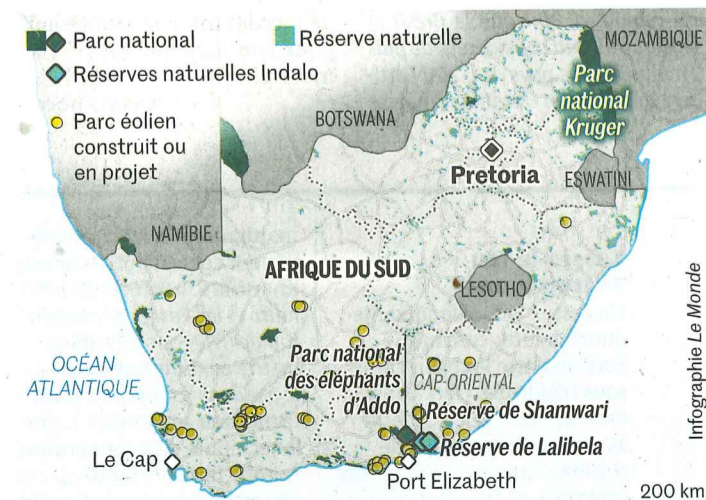 Parc national
Réserve naturelle
Réserves naturelles Indalo
Parc éolien
construit ou
en projet
MOZAMBIQUE
Parc
national
Kruger
BOTSWANA
Pretoria
ESWATINI
NAMIBIE
AFRIQUE DU SUD
LESOTHO
OCÉAN
ATLANTIQUE
Parc national
des éléphants
d'Addo
CAP-ORIENTAL
Réserve de Shamwari
Réserve de Lalibela
Le Cap
Port Elizabeth
200 km
Infographie Le Monde